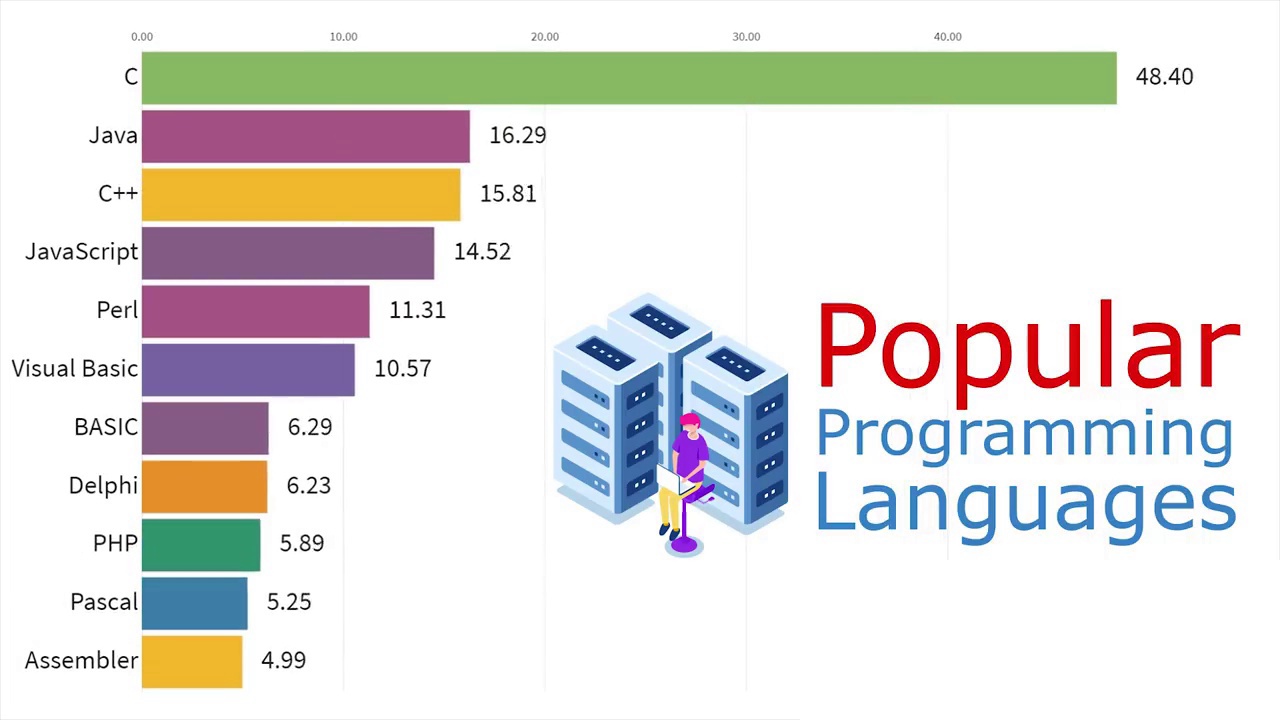 0.00 10.00 20.00 30.00 40.00
C 48.40
Java 16.29
C++ 15.81
JavaScript 14.52
Perl 11.31
Visual Basic 10.57
BASIC 6.29
Delphi 6.23
PHP 5.89
Pascal 5.25
Assembler 4.99
Popular
Programming
Languages